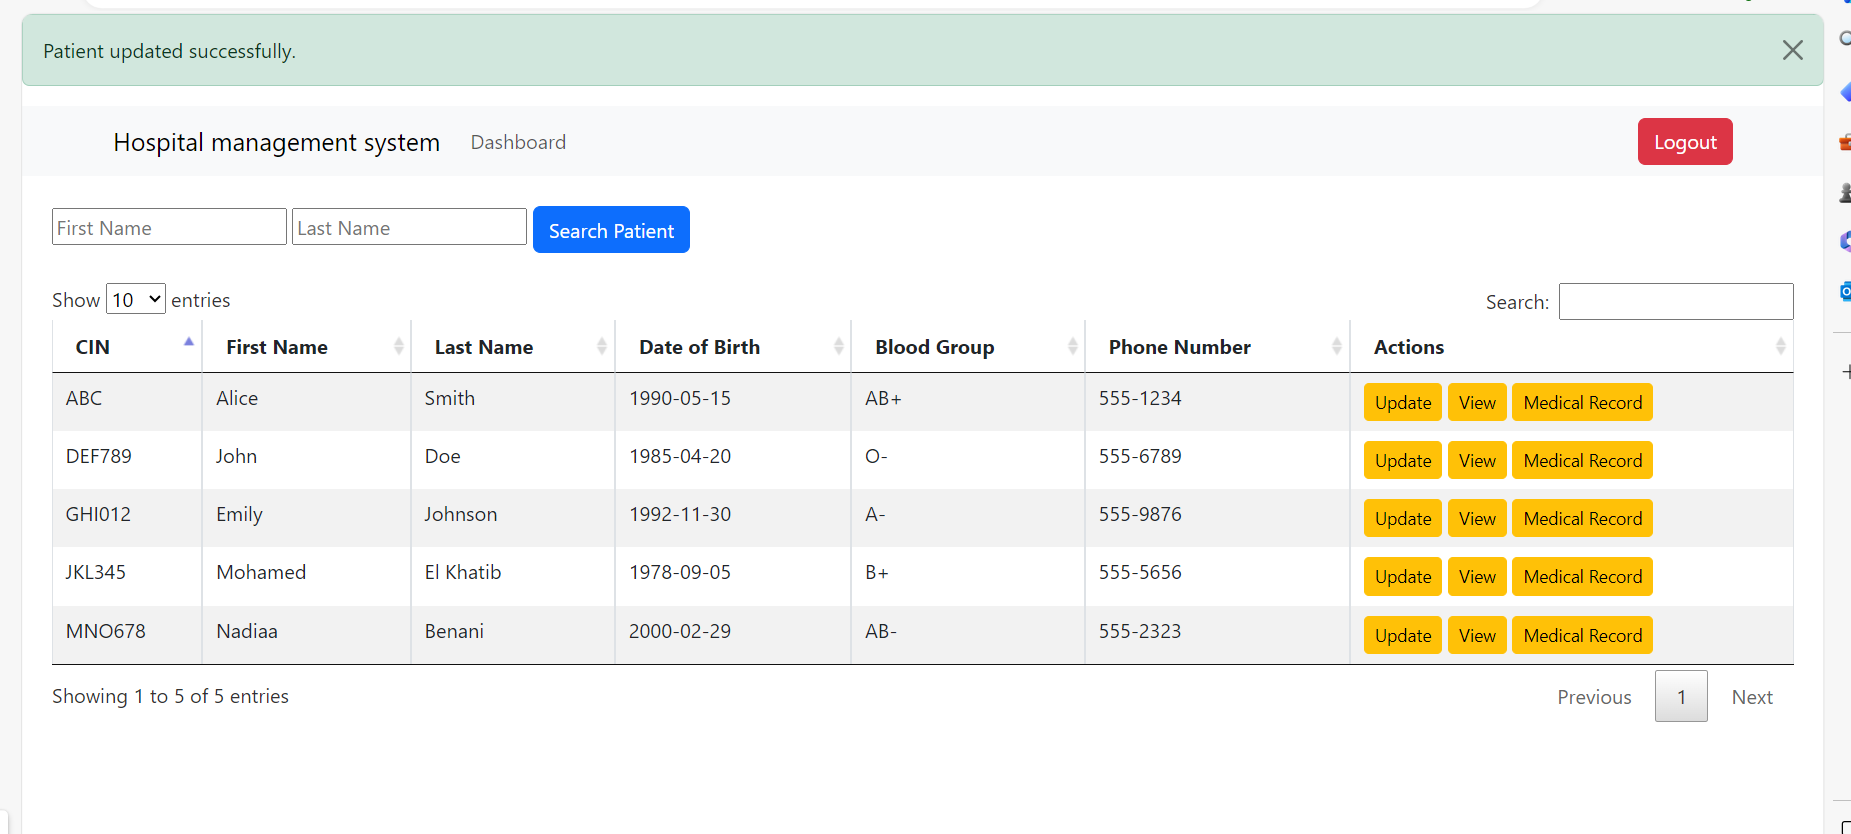 Patient updated successfully.
Hospital management system Dashboard Logout
First Name Last Name Search Patient
Show 10 entries Search:
CIN First Name Last Name Date of Birth Blood Group Phone Number Actions
ABC Alice Smith 1990-05-15 AB+ 555-1234 Update View Medical Record
DEF789 John Doe 1985-04-20 O- 555-6789 Update View Medical Record
GHI012 Emily Johnson 1992-11-30 A- 555-9876 Update View Medical Record
JKL345 Mohamed El Khatib 1978-09-05 B+ 555-5656 Update View Medical Record
MNO678 Nadiaa Benani 2000-02-29 AB- 555-2323 Update View Medical Record
Showing 1 to 5 of 5 entries Previous 1 Next